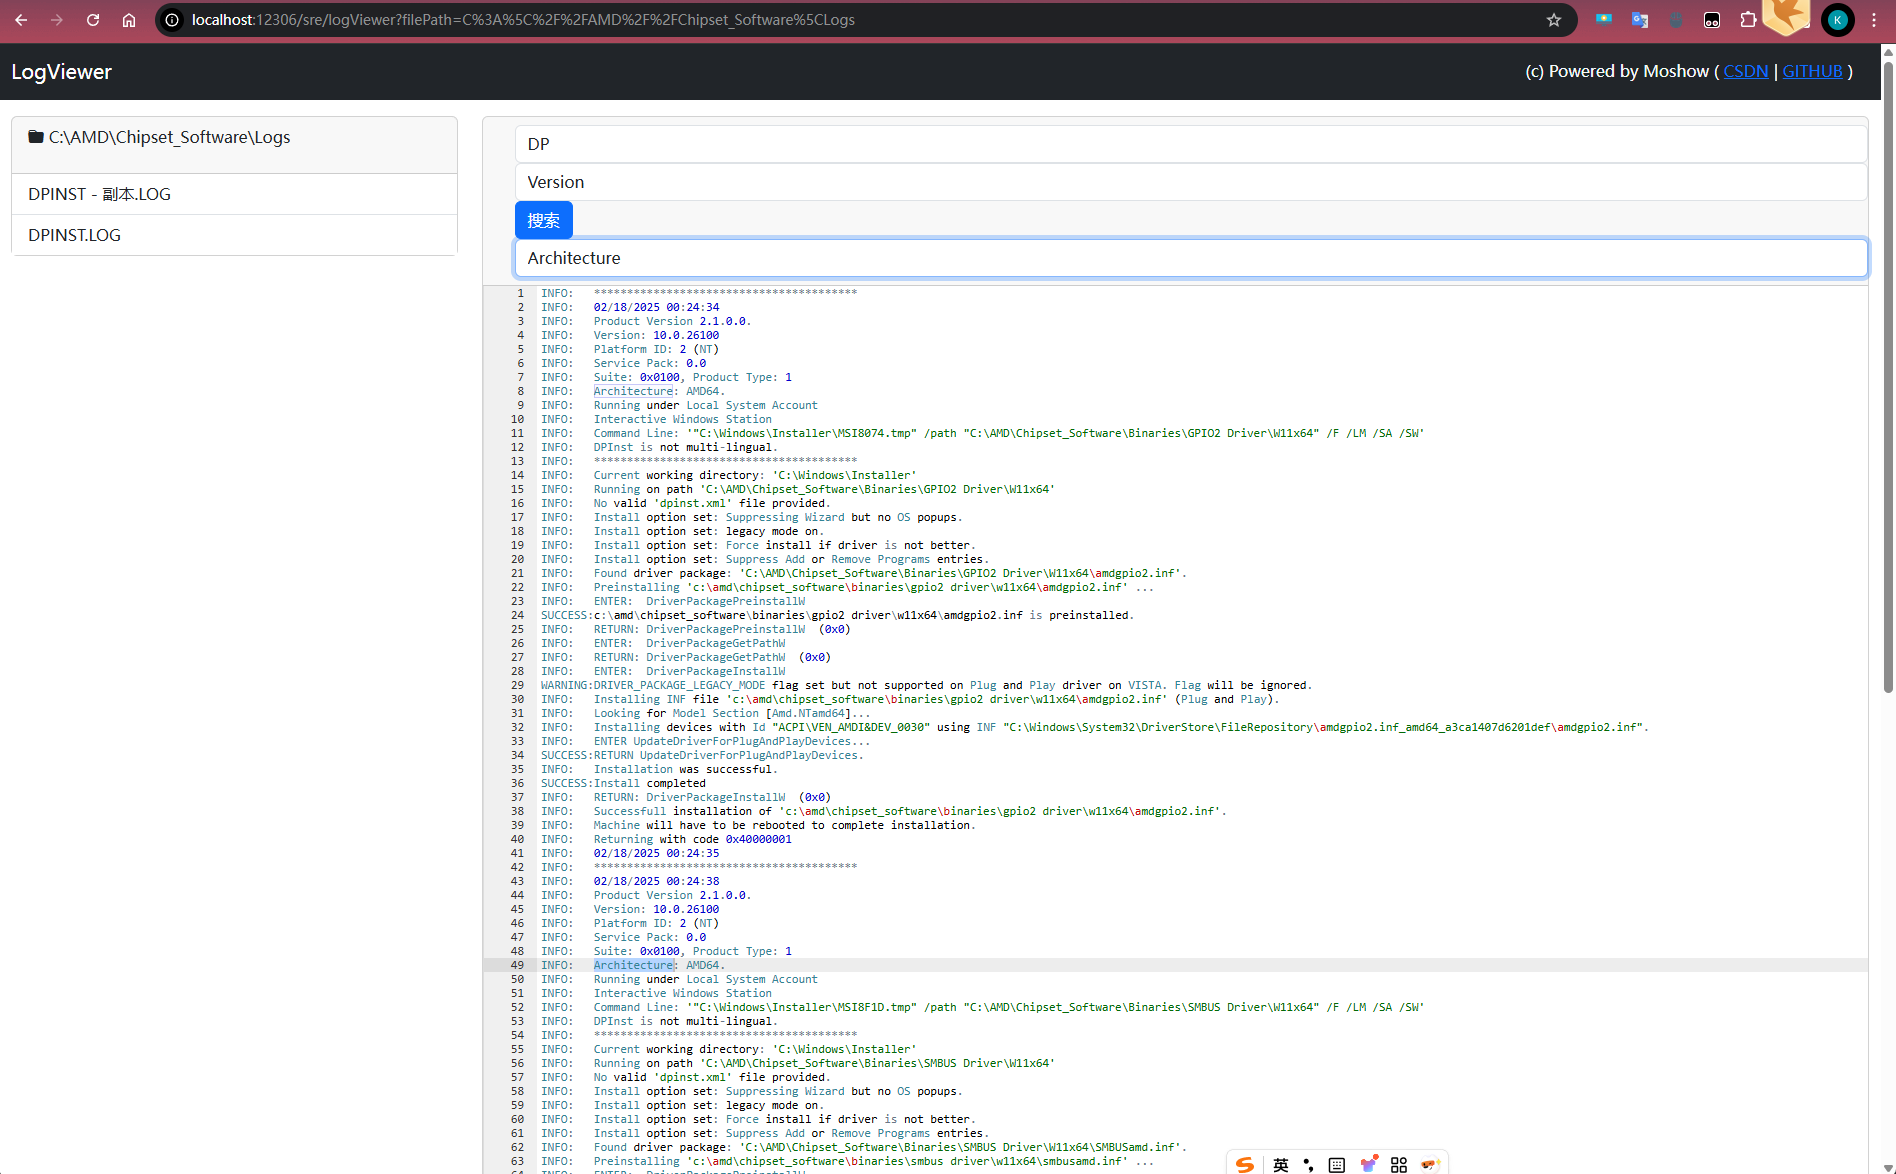 localhost:12306/sre/logViewer?filePath=C%3A%5C%2F%2FAMD%2F%2FChipset_Software%5CLogs
K
LogViewer
(c) Powered by Moshow ( CSDN | GITHUB )
C:\AMD\Chipset_Software\Logs
DPINST - 副本.LOG
DPINST.LOG
DP
Version
搜索
Architecture
1 INFO: ****************************************
2 INFO: 02/18/2025 00:24:34
3 INFO: Product Version 2.1.0.0.
4 INFO: Version: 10.0.26100
5 INFO: Platform ID: 2 (NT)
6 INFO: Service Pack: 0.0
7 INFO: Suite: 0x0100, Product Type: 1
8 INFO: Architecture: AMD64.
9 INFO: Running under Local System Account
10 INFO: Interactive Windows Station
11 INFO: Command Line: '"C:\Windows\Installer\MSI8074.tmp" /path "C:\AMD\Chipset_Software\Binaries\GPIO2 Driver\W11x64" /F /LM /SA /SW'
12 INFO: DPInst is not multi-lingual.
13 INFO: ****************************************
14 INFO: Current working directory: 'C:\Windows\Installer'
15 INFO: Running on path 'C:\AMD\Chipset_Software\Binaries\GPIO2 Driver\W11x64'
16 INFO: No valid 'dpinst.xml' file provided.
17 INFO: Install option set: Suppressing Wizard but no OS popups.
18 INFO: Install option set: legacy mode on.
19 INFO: Install option set: Force install if driver is not better.
20 INFO: Install option set: Suppress Add or Remove Programs entries.
21 INFO: Found driver package: 'C:\AMD\Chipset_Software\Binaries\GPIO2 Driver\W11x64\amdgpio2.inf'.
22 INFO: Preinstalling 'c:\amd\chipset_software\binaries\gpio2 driver\w11x64\amdgpio2.inf' ...
23 INFO: ENTER: DriverPackagePreinstallW
24 SUCCESS:c:\amd\chipset_software\binaries\gpio2 driver\w11x64\amdgpio2.inf is preinstalled.
25 INFO: RETURN: DriverPackagePreinstallW (0x0)
26 INFO: ENTER: DriverPackageGetPathW
27 INFO: RETURN: DriverPackageGetPathW (0x0)
28 INFO: ENTER: DriverPackageInstallW
29 WARNING:DRIVER_PACKAGE_LEGACY_MODE flag set but not supported on Plug and Play driver on VISTA. Flag will be ignored.
30 INFO: Installing INF file 'c:\amd\chipset_software\binaries\gpio2 driver\w11x64\amdgpio2.inf' (Plug and Play).
31 INFO: Looking for Model Section [Amd.NTamd64]...
32 INFO: Installing devices with Id "ACPI\VEN_AMDI&DEV_0030" using INF "C:\Windows\System32\DriverStore\FileRepository\amdgpio2.inf_amd64_a3ca1407d6201def\amdgpio2.inf".
33 INFO: ENTER UpdateDriverForPlugAndPlayDevices...
34 SUCCESS:RETURN UpdateDriverForPlugAndPlayDevices.
35 INFO: Installation was successful.
36 SUCCESS:Install completed
37 INFO: RETURN: DriverPackageInstallW (0x0)
38 INFO: Successfull installation of 'c:\amd\chipset_software\binaries\gpio2 driver\w11x64\amdgpio2.inf'.
39 INFO: Machine will have to be rebooted to complete installation.
40 INFO: Returning with code 0x40000001
41 INFO: 02/18/2025 00:24:35
42 INFO: ****************************************
43 INFO: 02/18/2025 00:24:38
44 INFO: Product Version 2.1.0.0.
45 INFO: Version: 10.0.26100
46 INFO: Platform ID: 2 (NT)
47 INFO: Service Pack: 0.0
48 INFO: Suite: 0x0100, Product Type: 1
49 INFO: Architecture: AMD64.
50 INFO: Running under Local System Account
51 INFO: Interactive Windows Station
52 INFO: Command Line: '"C:\Windows\Installer\MSI8F1D.tmp" /path "C:\AMD\Chipset_Software\Binaries\SMBUS Driver\W11x64" /F /LM /SA /SW'
53 INFO: DPInst is not multi-lingual.
54 INFO: ****************************************
55 INFO: Current working directory: 'C:\Windows\Installer'
56 INFO: Running on path 'C:\AMD\Chipset_Software\Binaries\SMBUS Driver\W11x64'
57 INFO: No valid 'dpinst.xml' file provided.
58 INFO: Install option set: Suppressing Wizard but no OS popups.
59 INFO: Install option set: legacy mode on.
60 INFO: Install option set: Force install if driver is not better.
61 INFO: Install option set: Suppress Add or Remove Programs entries.
62 INFO: Found driver package: 'C:\AMD\Chipset_Software\Binaries\SMBUS Driver\W11x64\SMBUSamd.inf'.
63 INFO: Preinstalling 'c:\amd\chipset_software\binaries\smbus driver\w11x64\smbusamd.inf' ...
英